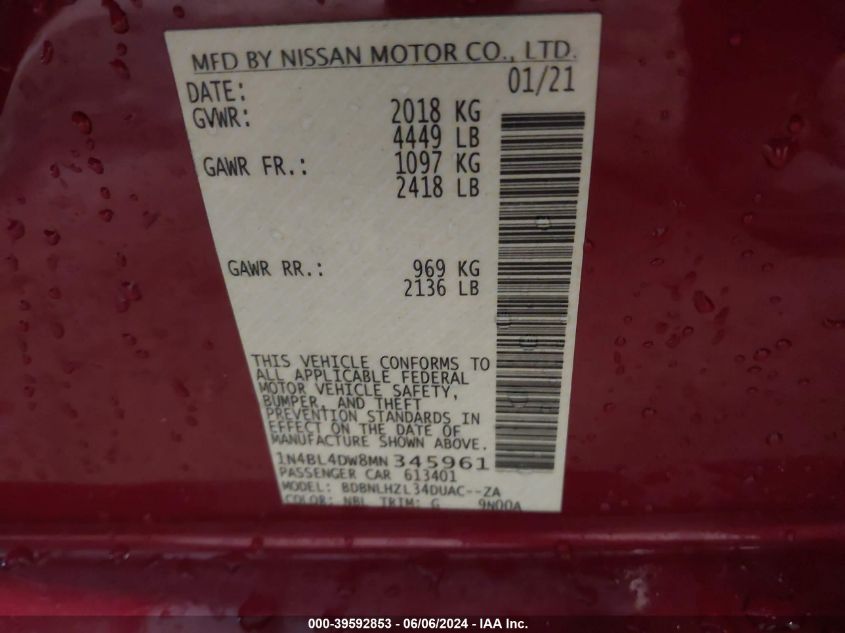 MFD BY NISSAN MOTOR CO., LTD.
DATE: 01/21
GVWR: 2018 KG
4449 LB
GAWR FR.: 1097 KG
2418 LB
GAWR RR.: 969 KG
2136 LB
THIS VEHICLE CONFORMS TO
ALL APPLICABLE FEDERAL
MOTOR VEHICLE SAFETY,
BUMPER, AND THEFT
PREVENTION STANDARDS IN
EFFECT ON THE DATE OF
MANUFACTURE SHOWN ABOVE.
1N4BL4DW8MN345961
PASSENGER CAR 613401
MODEL: BDBNLHZL34DUAC--ZA
COLOR: NBL TRIM: G 9N00A
000-39592853 - 06/06/2024 - IAA Inc.